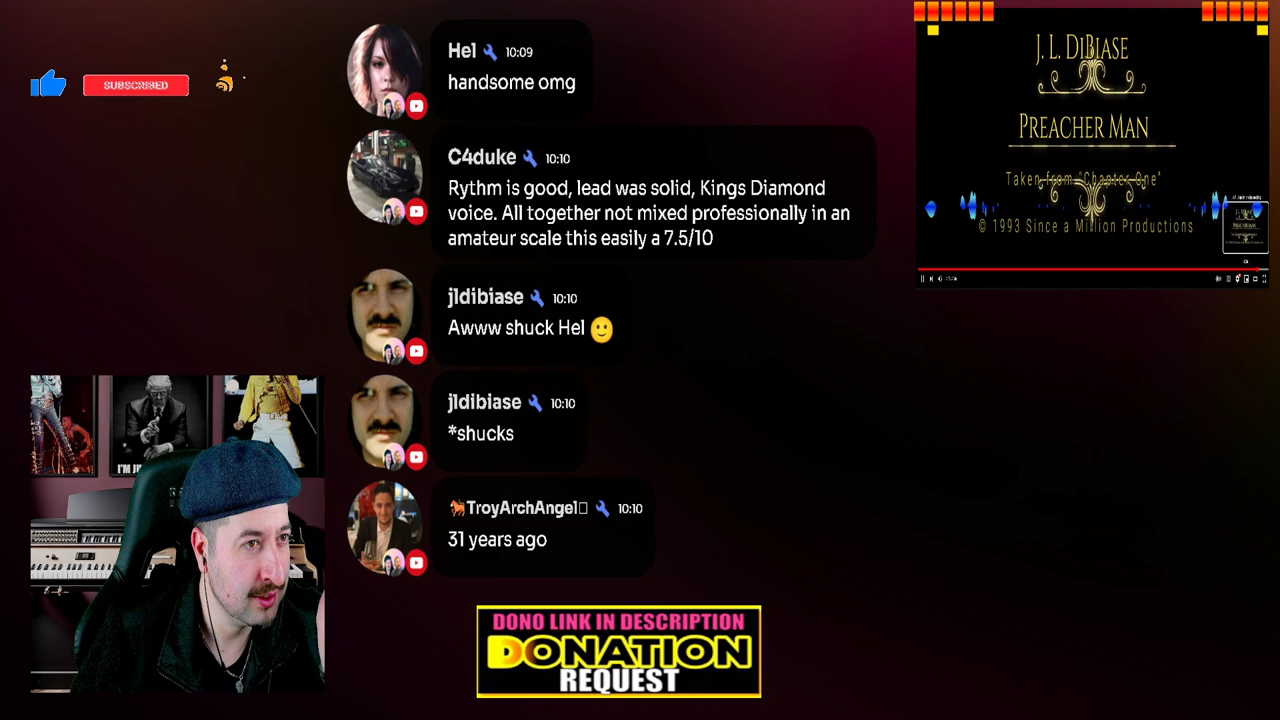 SUBSCRIBED
Hel 10:09
handsome omg
C4duke 10:10
Rythm is good, lead was solid, Kings Diamond
voice. All together not mixed professionally in an
amateur scale this easily a 7.5/10
jldibiase 10:10
Awww shuck Hel
jldibiase 10:10
*shucks
TroyArchAngel 10:10
31 years ago
J. L. DiBiase
Preacher Man
Taken from "Chapter One"
© 1993 Since a Million Productions
I'M
DONO LINK IN DESCRIPTION
DONATION
REQUEST